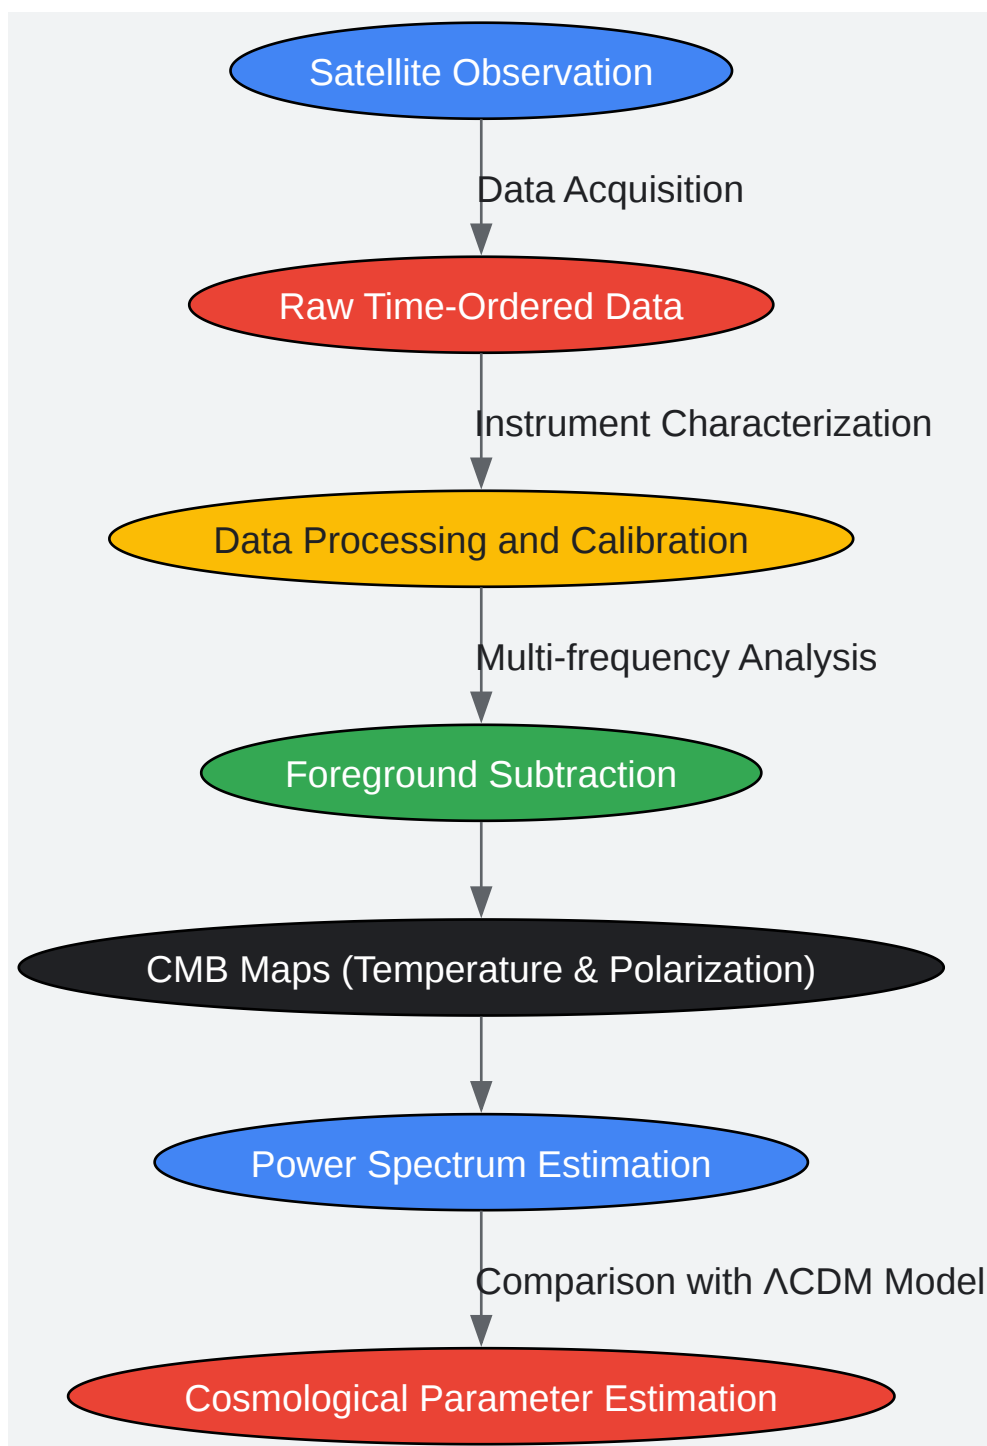 Satellite Observation
Data Acquisition
Raw Time-Ordered Data
Instrument Characterization
Data Processing and Calibration
Multi-frequency Analysis
Foreground Subtraction
CMB Maps (Temperature & Polarization)
Power Spectrum Estimation
Comparison with ΛCDM Model
Cosmological Parameter Estimation